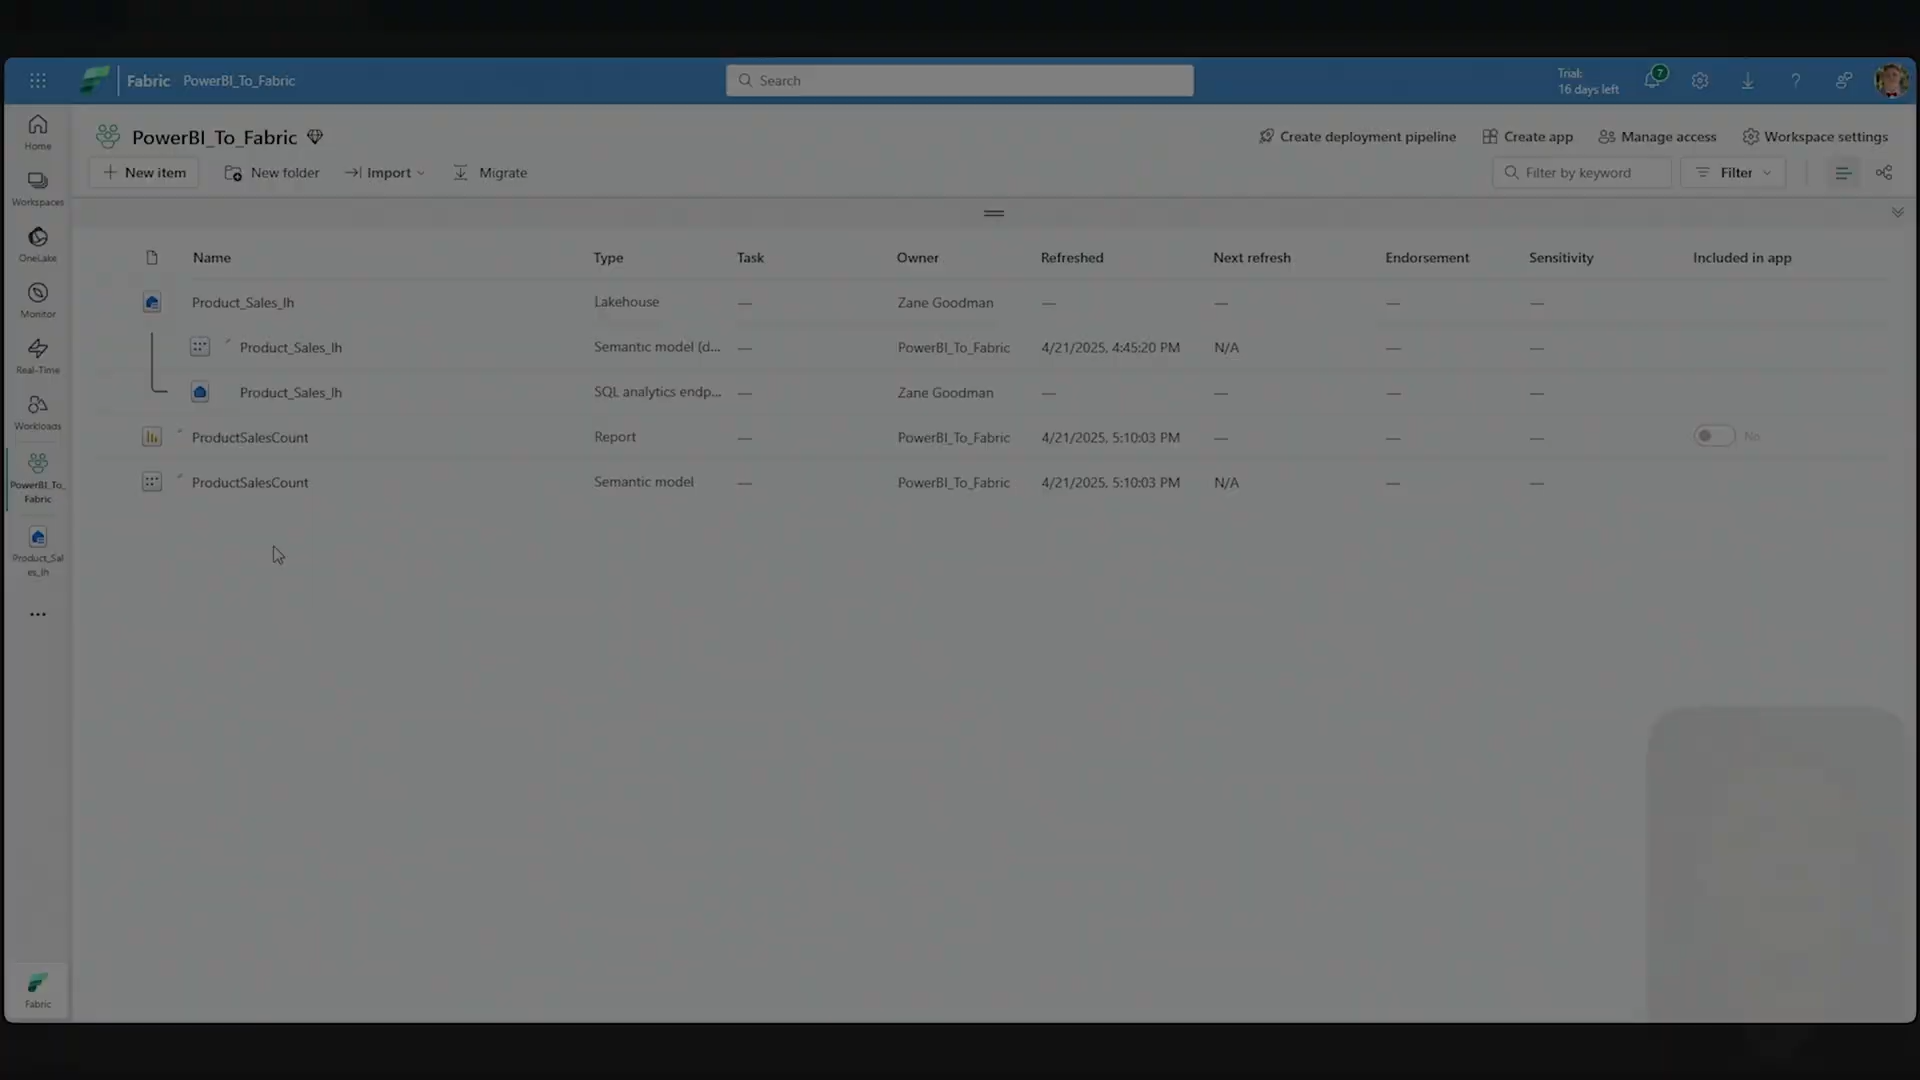 Fabric PowerBI_To_Fabric
Search
Trial:
16 days left
7
Home
Workspaces
OneLake
Monitor
Real-Time
Workloads
PowerBI_To_
Fabric
Product_Sal
es_lh
Fabric
PowerBI_To_Fabric
Create deployment pipeline Create app Manage access Workspace settings
New item New folder Import Migrate Filter by keyword Filter
Name Type Task Owner Refreshed Next refresh Endorsement Sensitivity Included in app
Product_Sales_lh Lakehouse — Zane Goodman — — — —
Product_Sales_lh Semantic model (d... — PowerBI_To_Fabric 4/21/2025, 4:45:20 PM N/A — —
Product_Sales_lh SQL analytics endp... — Zane Goodman — — — —
ProductSalesCount Report — PowerBI_To_Fabric 4/21/2025, 5:10:03 PM — — — No
ProductSalesCount Semantic model — PowerBI_To_Fabric 4/21/2025, 5:10:03 PM N/A — —